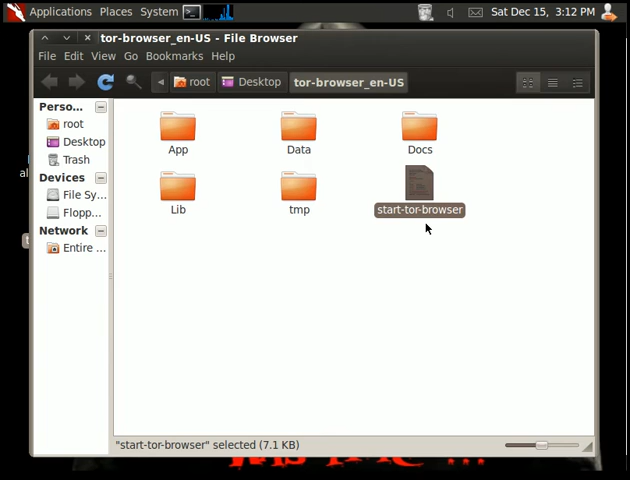 Applications Places System Sat Dec 15, 3:12 PM
tor-browser_en-US - File Browser
File Edit View Go Bookmarks Help
root Desktop tor-browser_en-US
Perso...
root
Desktop
Trash
Devices
File Sy...
Flopp...
Network
Entire ...
App Data Docs
Lib tmp start-tor-browser
"start-tor-browser" selected (7.1 KB)